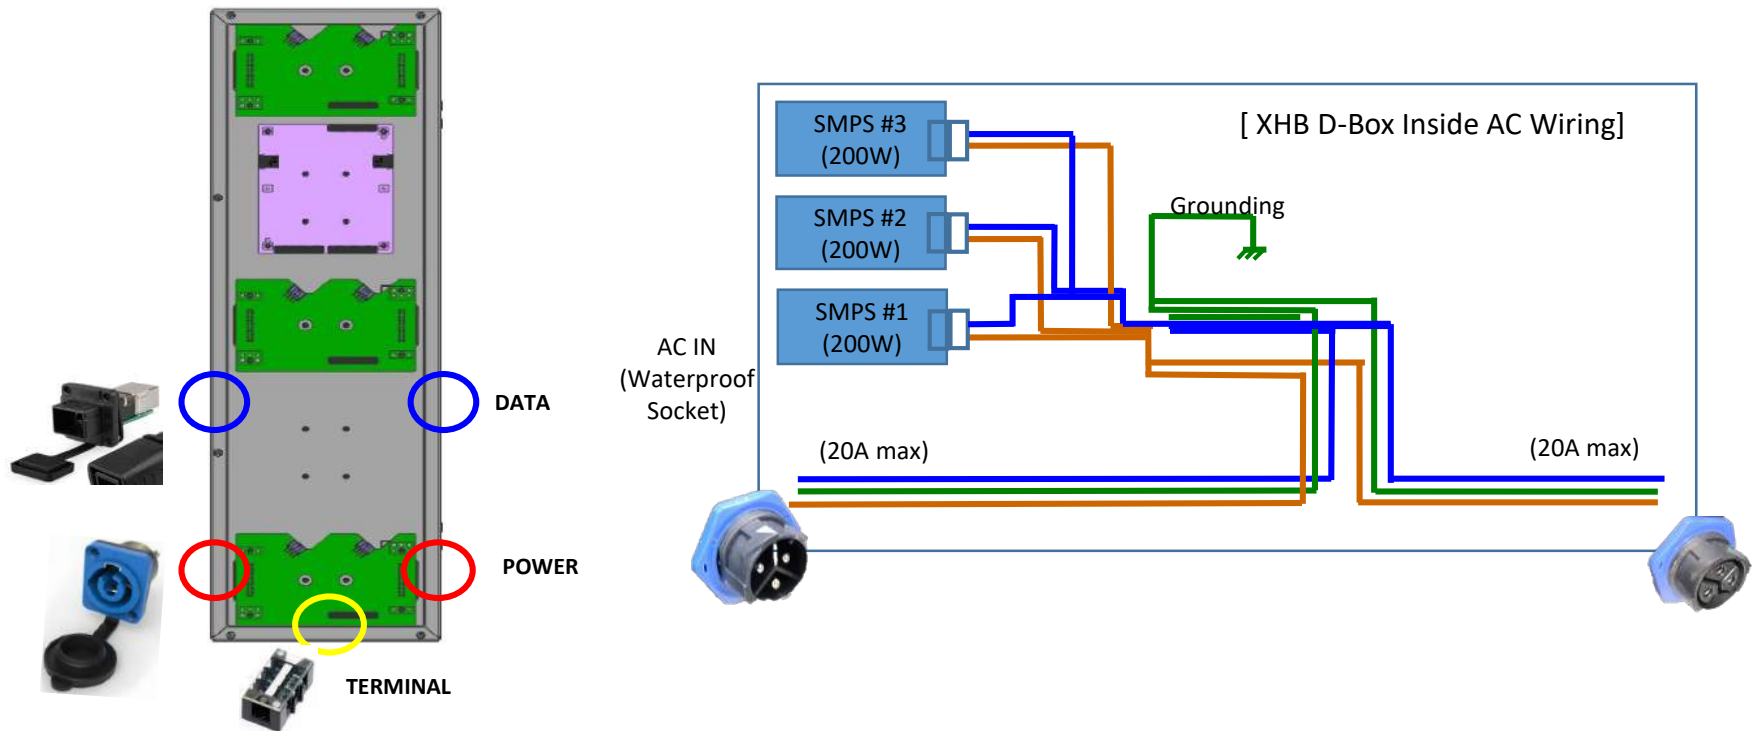 DATA
POWER
TERMINAL
[ XHB D-Box Inside AC Wiring]
SMPS #3
(200W)
SMPS #2
(200W)
SMPS #1
(200W)
Grounding
AC IN
(Waterproof
Socket)
(20A max)
(20A max)